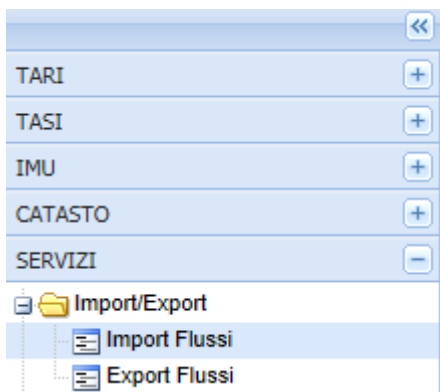 TARI
TASI
IMU
CATASTO
SERVIZI
Import/Export
Import Flussi
Export Flussi